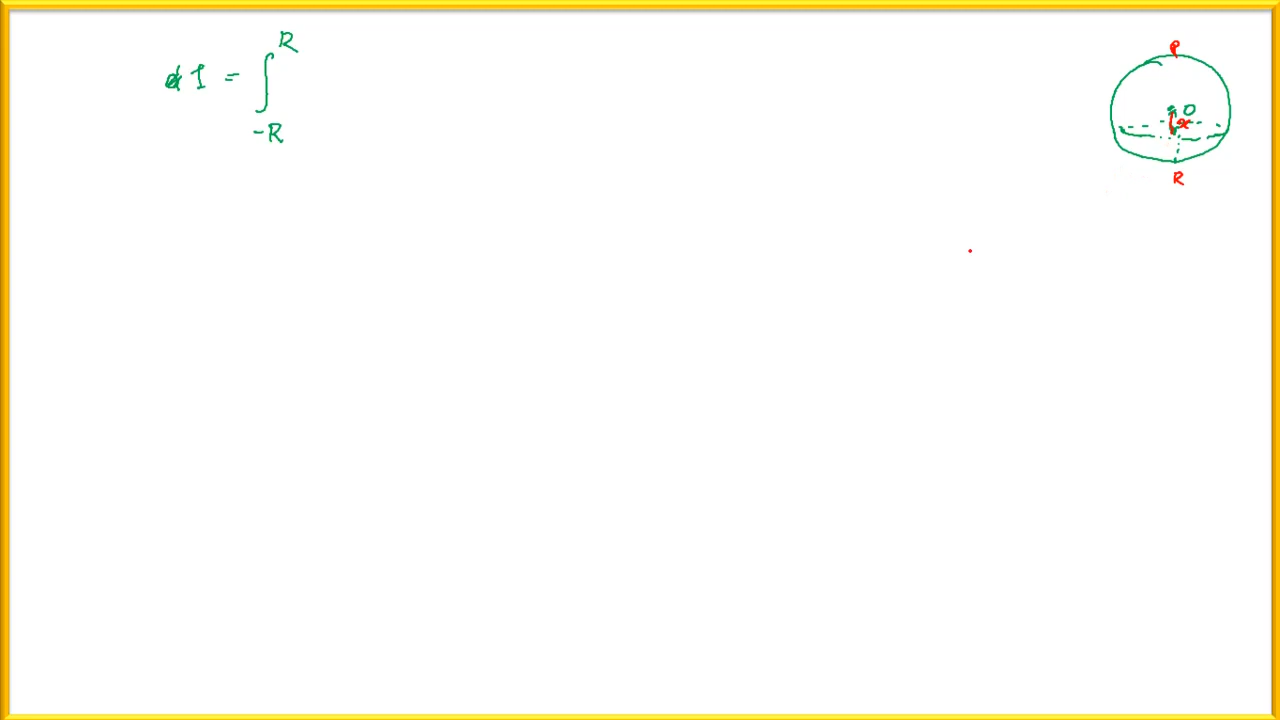 R
dI = ∫
-R
P
O
x
R